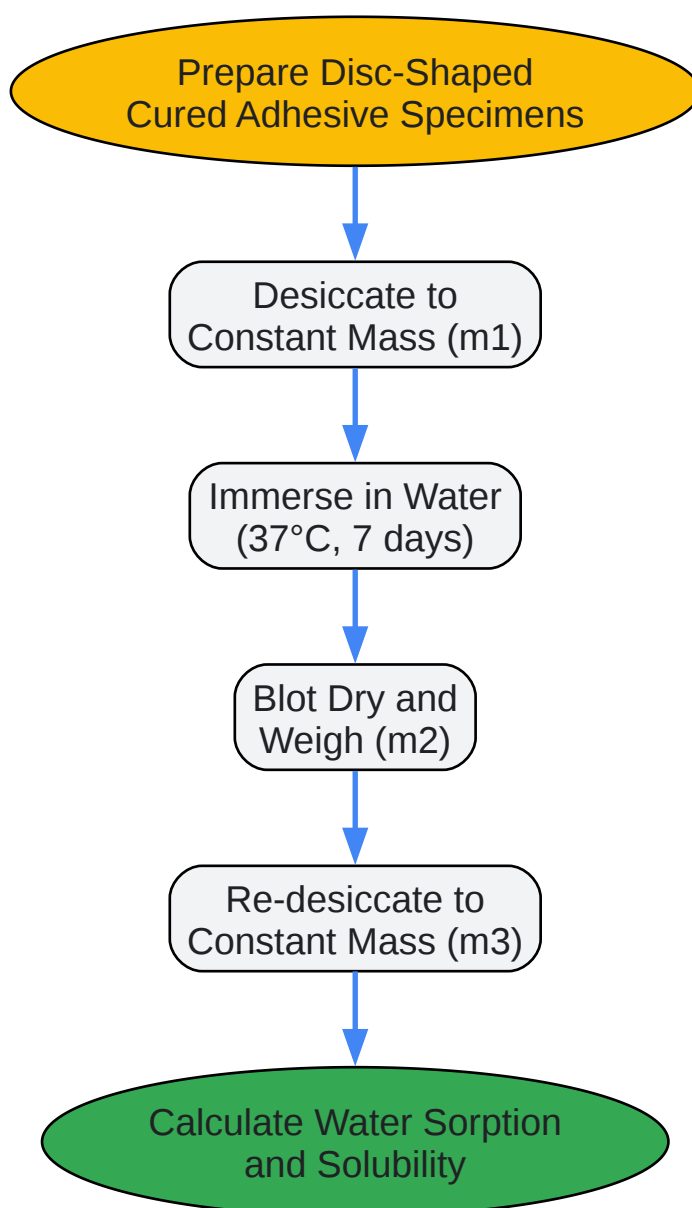 Prepare Disc-Shaped
Cured Adhesive Specimens
Desiccate to
Constant Mass (m1)
Immerse in Water
(37°C, 7 days)
Blot Dry and
Weigh (m2)
Re-desiccate to
Constant Mass (m3)
Calculate Water Sorption
and Solubility